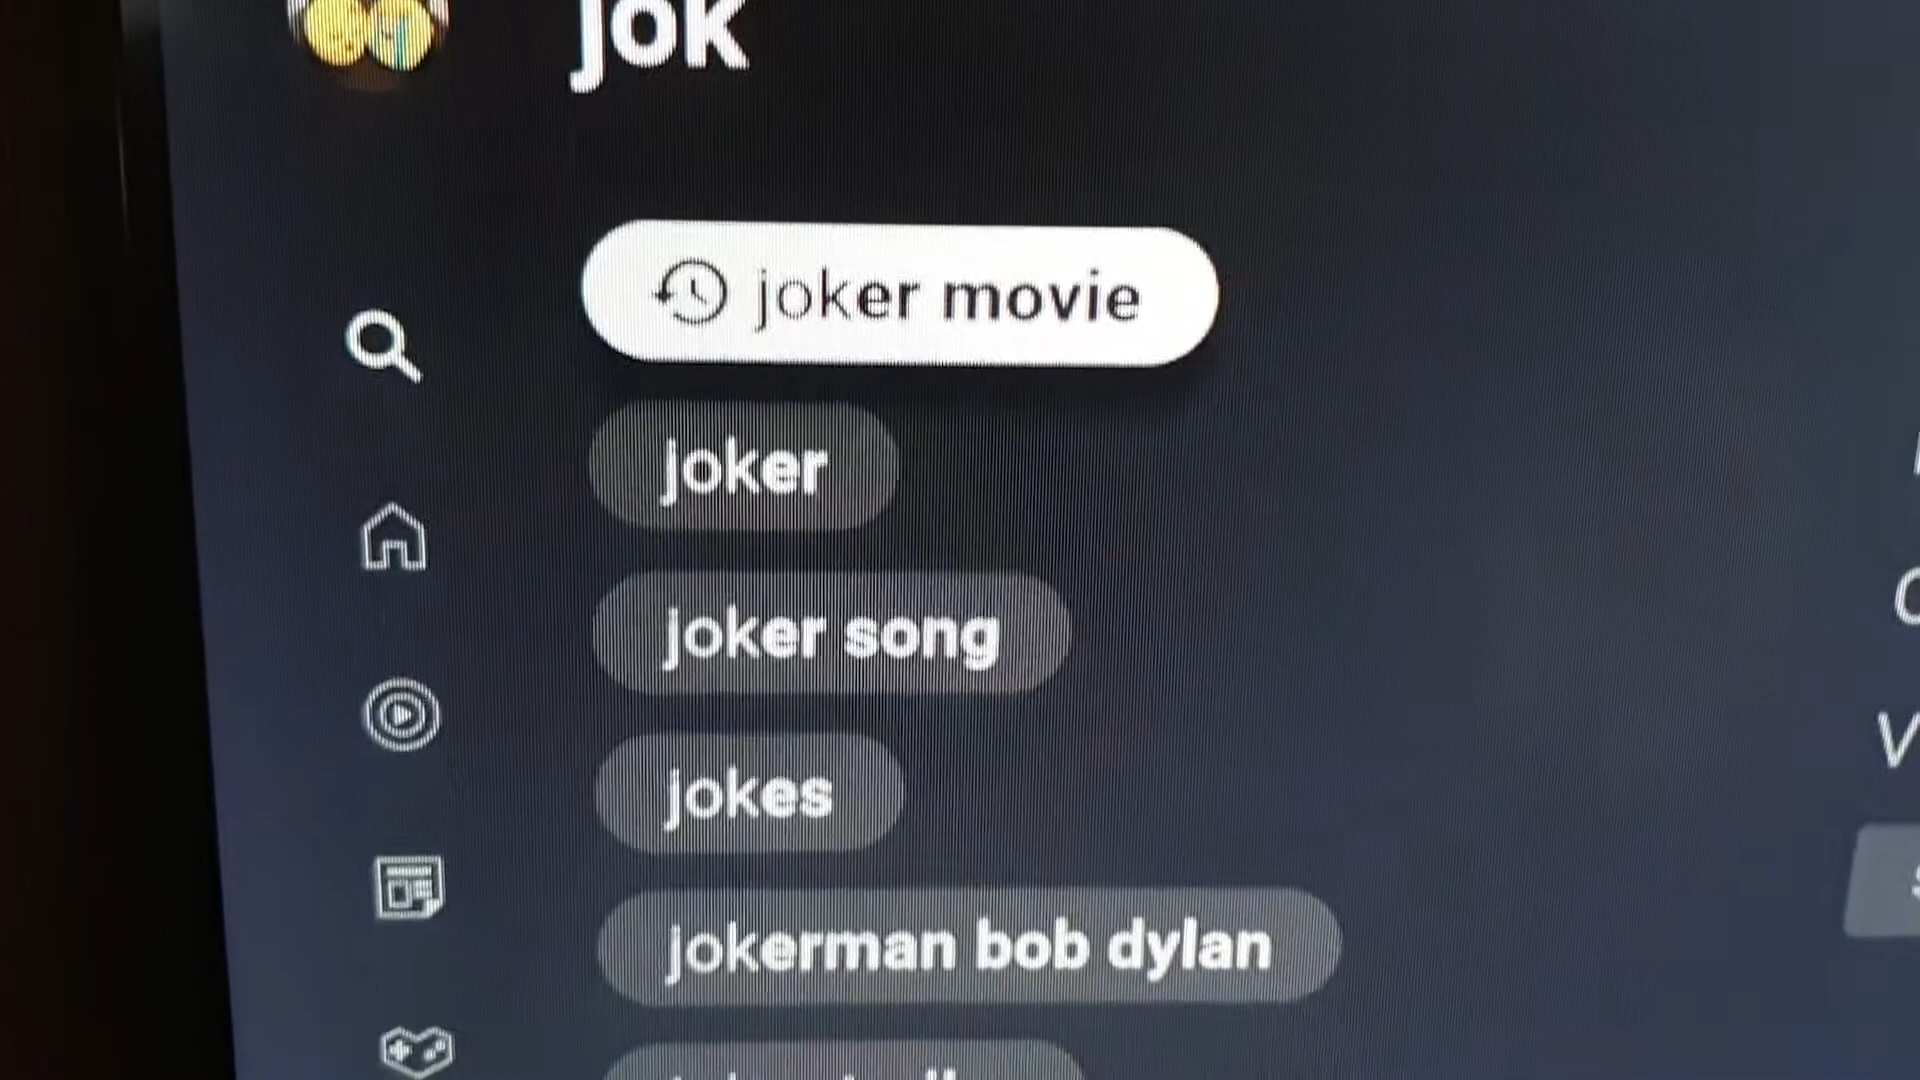 jok
joker movie
joker
joker song
jokes
jokerman bob dylan